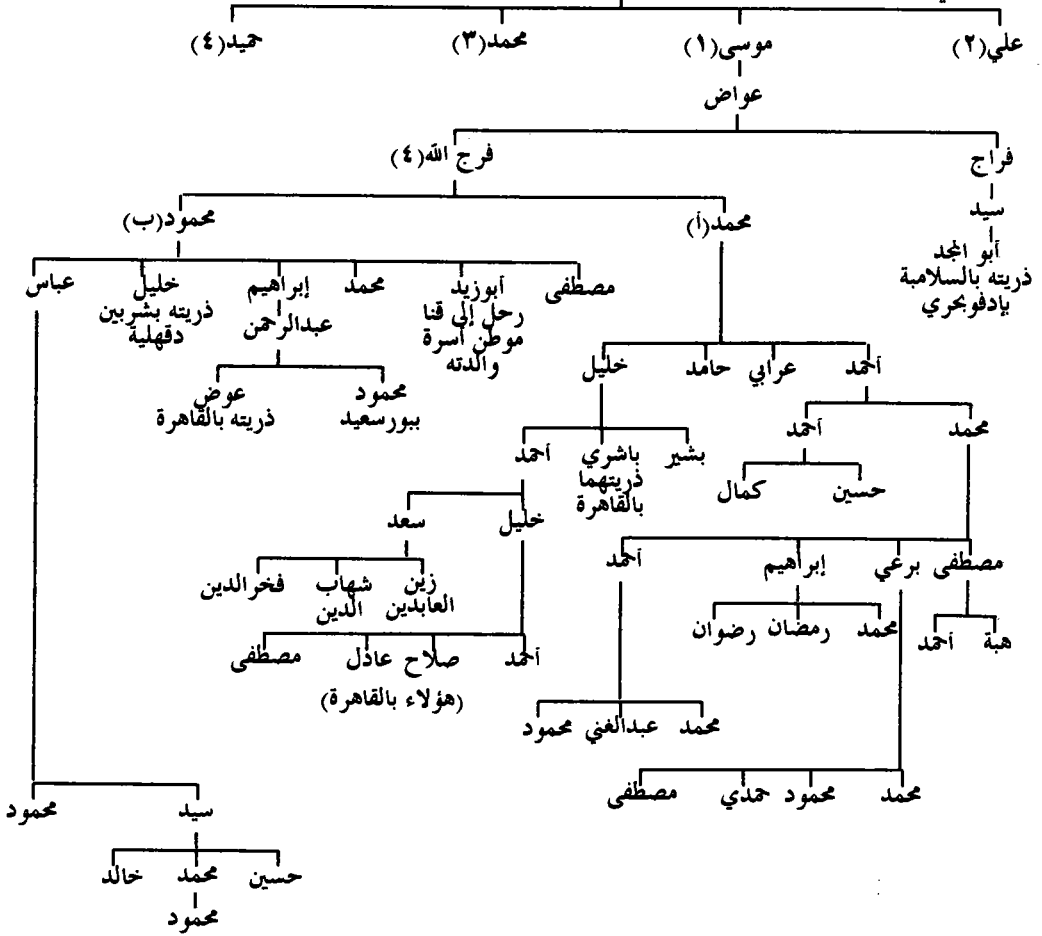 علي(٢) موسى(١) محمد(٣) حميد(٤)
عواض
فراج فرج الله(٤)
سيد
أبو المجد
ذريته بالسلامية
بإدفوبحري
محمد(أ) محمود(ب)
مصطفى
أبوزيد
رحل إلى قنا
موطن أسرة
والدته
محمد
إبراهيم
خليل
ذريته بشربين
دقهلية
عباس
عبدالرحمن
محمود
ببورسعيد
عوض
ذريته بالقاهرة
أحمد عرابي حامد خليل
محمد أحمد
حسين كمال
بشير
باشري
ذريتهما
بالقاهرة
أحمد
خليل سعد
زين
العابدين
شهاب
الدين
فخرالدين
أحمد صلاح عادل مصطفى
(هؤلاء بالقاهرة)
مصطفى برعي إبراهيم أحمد
هبة أحمد
محمد رمضان رضوان
محمد عبدالغني محمود
محمد محمود حمدي مصطفى
سيد محمود
حسين محمد خالد
محمود